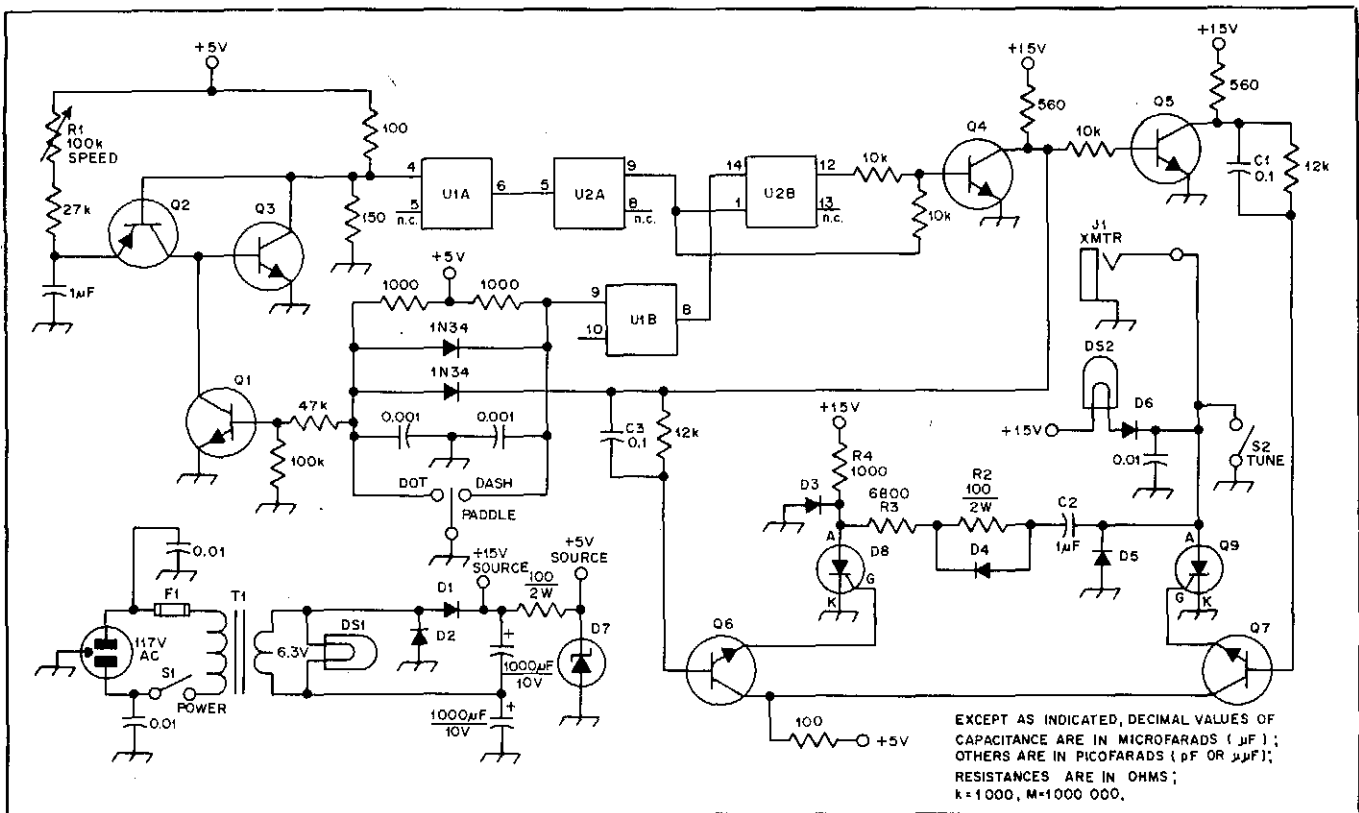 +5V
R1
100k
SPEED
27k
1μF
Q2
Q3
100
150
4
5
n.c.
U1A
6
5
U2A
9
8
n.c.
14
1
U2B
12
13
n.c.
10k
10k
Q4
+15V
560
10k
Q5
+15V
560
C1
0.1
12k
J1
XMTR
+5V
1000
1000
1N34
1N34
9
10
U1B
8
Q1
47k
100k
0.001
0.001
DOT
DASH
PADDLE
C3
0.1
12k
+15V
R4
1000
D3
6800
R3
R2
100
2W
D4
C2
1μF
D5
A
D8
G
K
DS2
+15V
D6
0.01
S2
TUNE
A
Q9
G
K
Q6
Q7
100
+5V
0.01
F1
T1
117V
AC
S1
POWER
0.01
6.3V
DS1
D2
D1
+15V
SOURCE
100
2W
+5V
SOURCE
D7
+
1000μF
10V
+
1000μF
10V
EXCEPT AS INDICATED, DECIMAL VALUES OF
CAPACITANCE ARE IN MICROFARADS (μF);
OTHERS ARE IN PICOFARADS (pF OR μμF);
RESISTANCES ARE IN OHMS;
k=1000, M=1000 000.